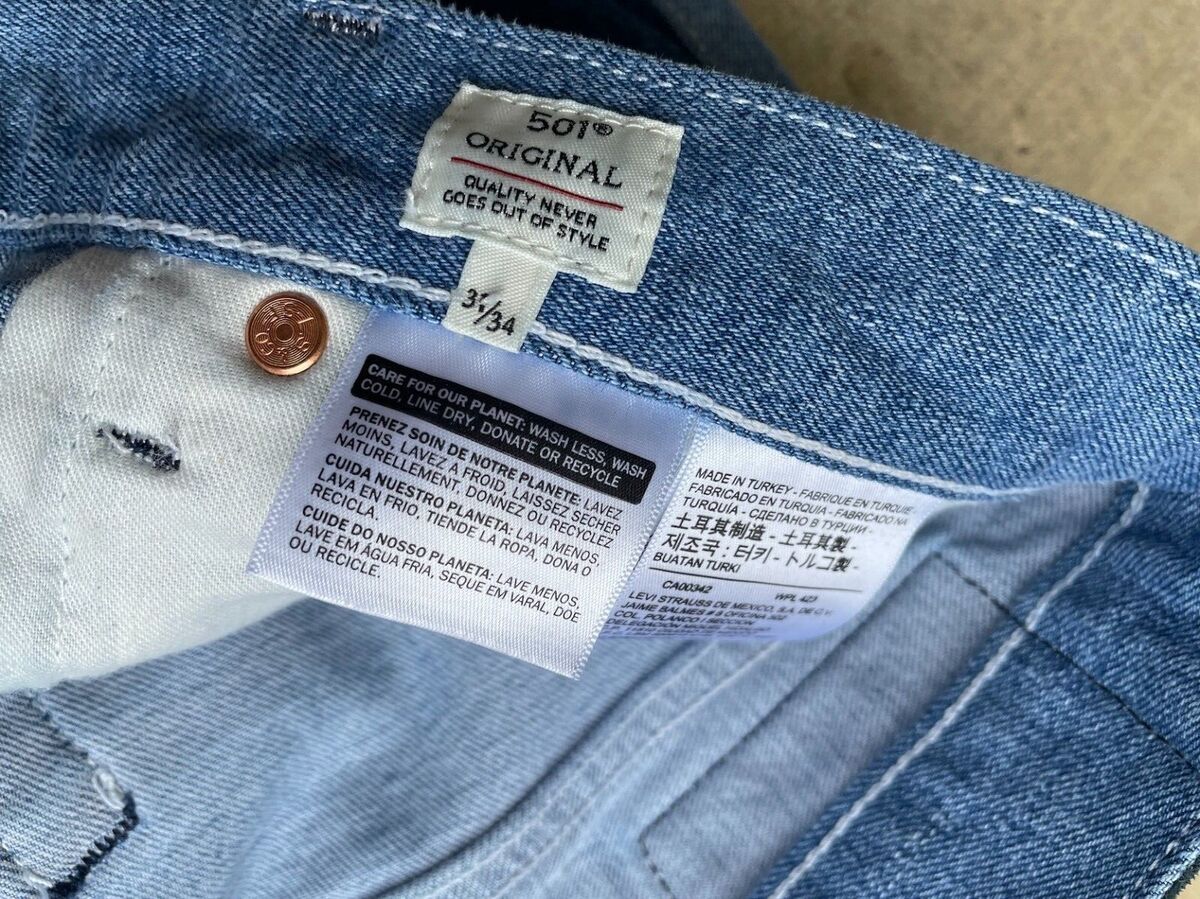 501®
ORIGINAL
QUALITY NEVER
GOES OUT OF STYLE
/34
CARE FOR OUR PLANET: WASH LESS, WASH
COLD, LINE DRY, DONATE OR RECYCLE
PRENEZ SOIN DE NOTRE PLANETE: LAVEZ
MOINS, LAVEZ A FROID, LAISSEZ SECHER
NATURELLEMENT, DONNEZ OU RECYCLEZ
CUIDA NUESTRO PLANETA: LAVA MENOS,
LAVA EN FRIO, TIENDE LA ROPA, DONA O
RECICLA.
CUIDE DO NOSSO PLANETA: LAVE MENOS,
LAVE EM ÁGUA FRIA, SEQUE EM VARAL, DOE
OU RECICLE.
MADE IN TURKEY - FABRIQUE EN TURQUIE-
FABRICADO EN TURQUIA - FABRICADO NA
TURQUÍA - СДЕЛАНО В ТУРЦИИ -
土耳其制造 - 土耳其製 -
제조국 : 터키 - トルコ製 -
BUATAN TURKI
CA00342 WPL 423
LEVI STRAUSS DE MEXICO, S.A. DE C.V.
JAIME BALMES # 8 OFICINA 502
COL. POLANCO I SECCION
DELEGACION